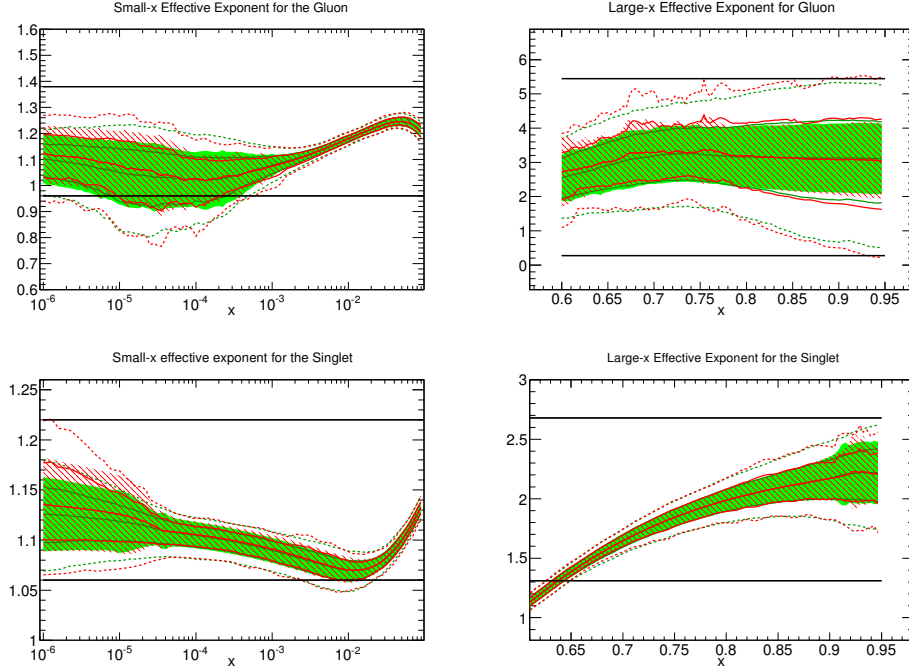 Small-x Effective Exponent for the Gluon
1.6
1.5
1.4
1.3
1.2
1.1
1
0.9
0.8
0.7
0.6
10⁻⁶ 10⁻⁵ 10⁻⁴ 10⁻³ 10⁻²
x
Large-x Effective Exponent for Gluon
6
5
4
3
2
1
0
0.6 0.65 0.7 0.75 0.8 0.85 0.9 0.95
x
Small-x effective exponent for the Singlet
1.25
1.2
1.15
1.1
1.05
1
10⁻⁶ 10⁻⁵ 10⁻⁴ 10⁻³ 10⁻²
x
Large-x Effective Exponent for the Singlet
3
2.5
2
1.5
1
0.65 0.7 0.75 0.8 0.85 0.9 0.95
x